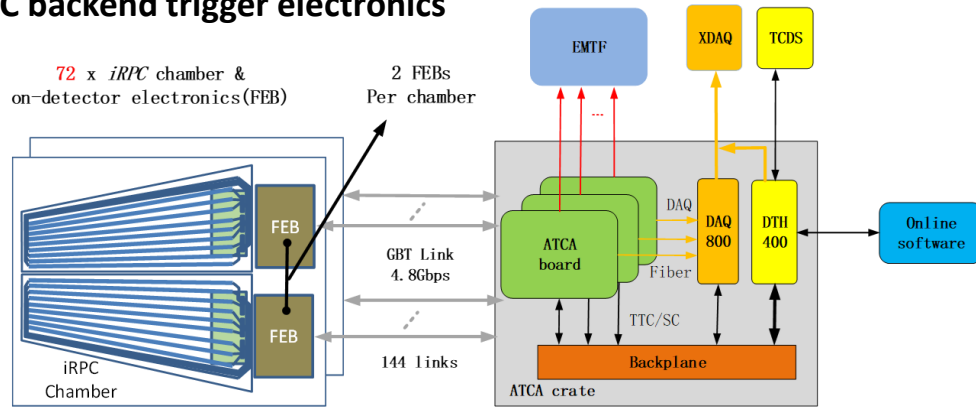 C backend trigger electronics
72 x iRPC chamber &
on-detector electronics(FEB)
2 FEBs
Per chamber
EMTF
XDAQ
TCDS
...
FEB
FEB
iRPC
Chamber
GBT Link
4.8Gbps
144 links
ATCA
board
DAQ
Fiber
DAQ
800
DTH
400
Online
software
TTC/SC
Backplane
ATCA crate